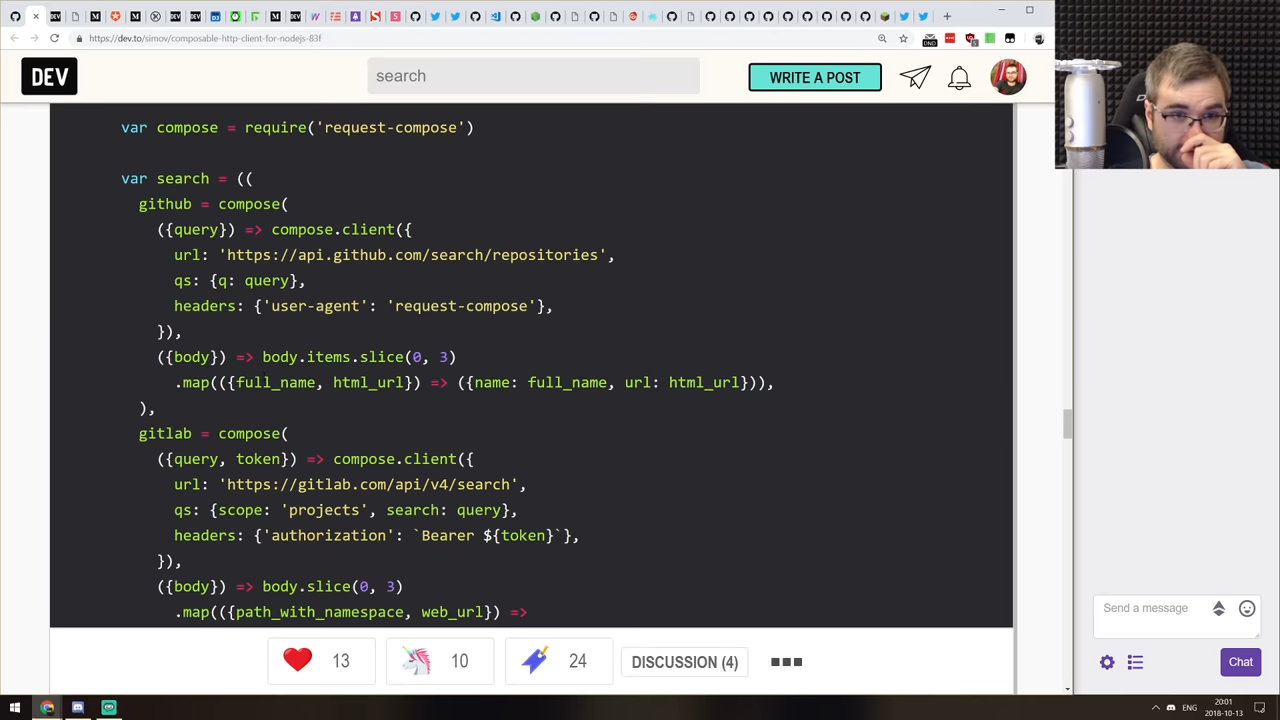 https://dev.to/simov/composable-http-client-for-nodejs-83f
DEV
search
WRITE A POST
var compose = require('request-compose')
var search = ((
github = compose(
({query}) => compose.client({
url: 'https://api.github.com/search/repositories',
qs: {q: query},
headers: {'user-agent': 'request-compose'},
}),
({body}) => body.items.slice(0, 3)
.map(({full_name, html_url}) => ({name: full_name, url: html_url})),
),
gitlab = compose(
({query, token}) => compose.client({
url: 'https://gitlab.com/api/v4/search',
qs: {scope: 'projects', search: query},
headers: {'authorization': `Bearer ${token}`},
}),
({body}) => body.slice(0, 3)
.map(({path_with_namespace, web_url}) =>
13
10
24
DISCUSSION (4)
Send a message
Chat
ENG
20:01
2018-10-13